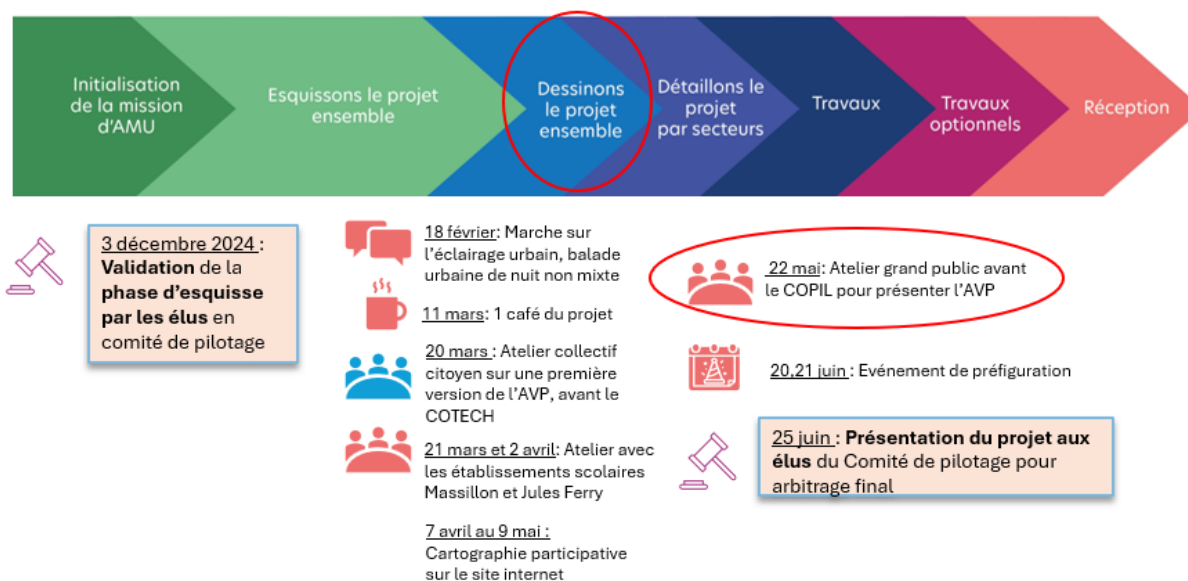 Initialisation
de la mission
d'AMU
Esquissons le projet
ensemble
Dessinons
le projet
ensemble
Détaillons le
projet
par secteurs
Travaux
Travaux
optionnels
Réception
3 décembre 2024 :
Validation de la
phase d'esquisse
par les élus en
comité de pilotage
18 février: Marche sur
l'éclairage urbain, balade
urbaine de nuit non mixte
11 mars: 1 café du projet
20 mars : Atelier collectif
citoyen sur une première
version de l'AVP, avant le
COTECH
21 mars et 2 avril: Atelier avec
les établissements scolaires
Massillon et Jules Ferry
7 avril au 9 mai :
Cartographie participative
sur le site internet
22 mai: Atelier grand public avant
le COPIL pour présenter l'AVP
20,21 juin : Evénement de préfiguration
25 juin : Présentation du projet aux
élus du Comité de pilotage pour
arbitrage final